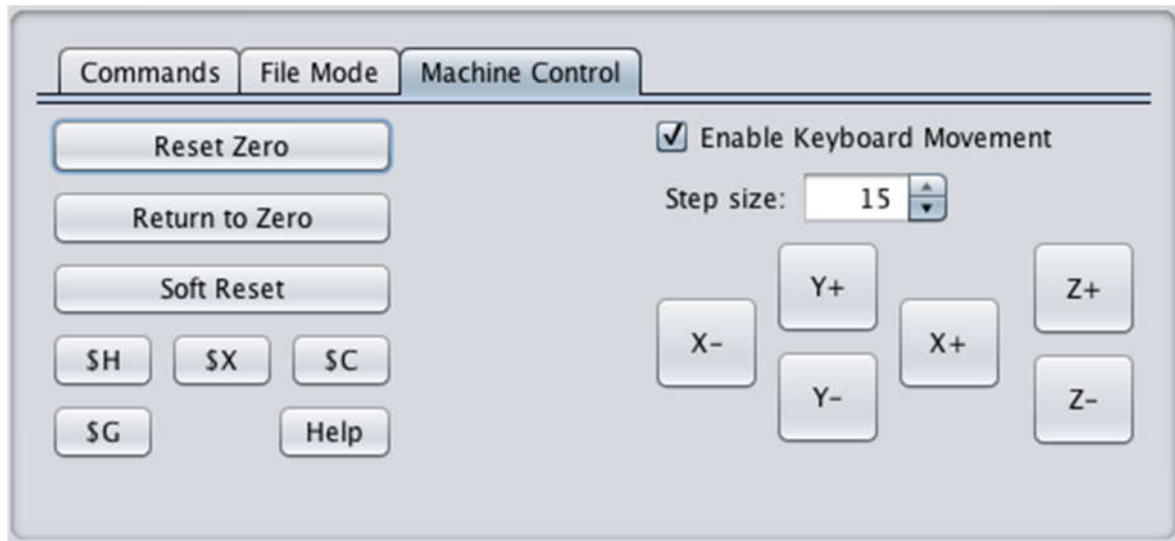 Commands File Mode Machine Control
Reset Zero
Return to Zero
Soft Reset
$H $X $C
$G Help
Enable Keyboard Movement
Step size: 15
Y+
X- X+
Y-
Z+
Z-